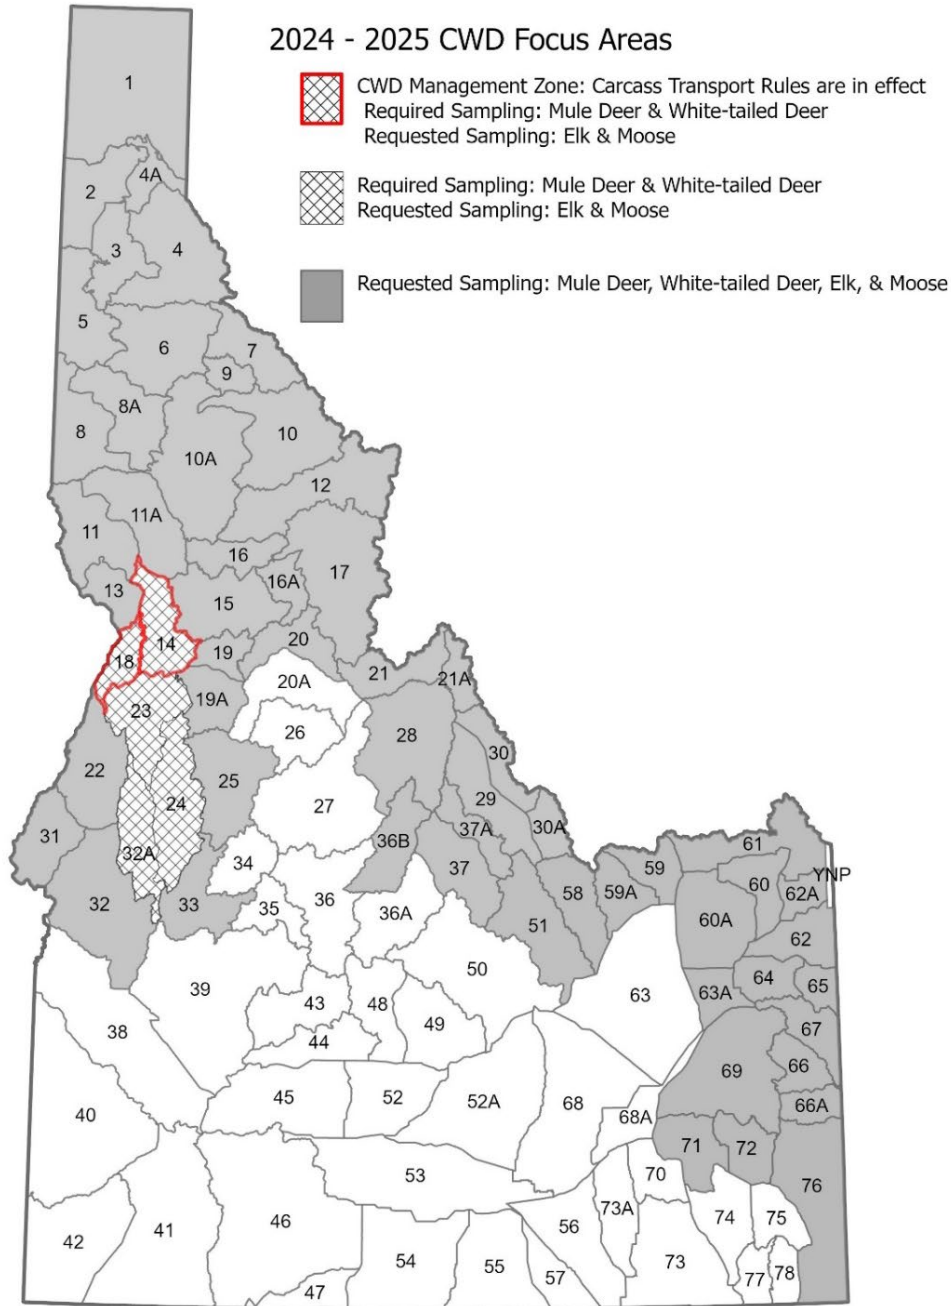 2024 - 2025 CWD Focus Areas
CWD Management Zone: Carcass Transport Rules are in effect
Required Sampling: Mule Deer & White-tailed Deer
Requested Sampling: Elk & Moose
Required Sampling: Mule Deer & White-tailed Deer
Requested Sampling: Elk & Moose
Requested Sampling: Mule Deer, White-tailed Deer, Elk, & Moose
1
2
4A
3
4
5
6
7
9
8A
8
10
10A
12
11A
11
16
17
16A
13
15
14
20
19
18
21
21A
20A
19A
23
26
28
30
22
25
29
24
27
30A
37A
31
36B
61
32A
34
37
59
YNP
60
58
59A
62A
36
32
33
35
36A
60A
51
62
50
64
65
39
63
63A
43
48
49
67
38
44
66
69
45
52
52A
68
66A
40
68A
71
72
53
70
76
46
73A
74
75
56
41
42
54
73
55
57
77
78
47